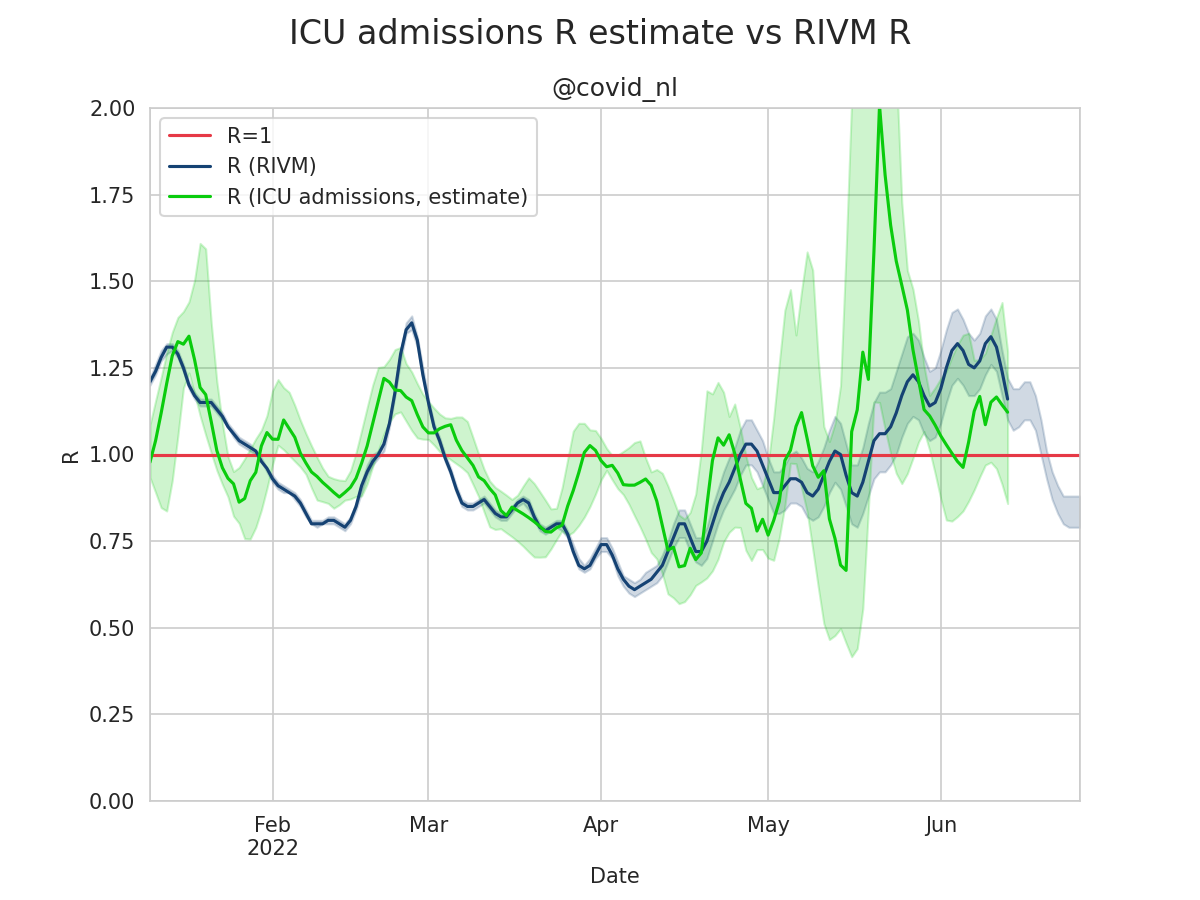 ICU admissions R estimate vs RIVM R
@covid_nl
R=1
R (RIVM)
R (ICU admissions, estimate)
2.00
1.75
1.50
1.25
1.00
0.75
0.50
0.25
0.00
R
Feb
2022
Mar
Apr
May
Jun
Date